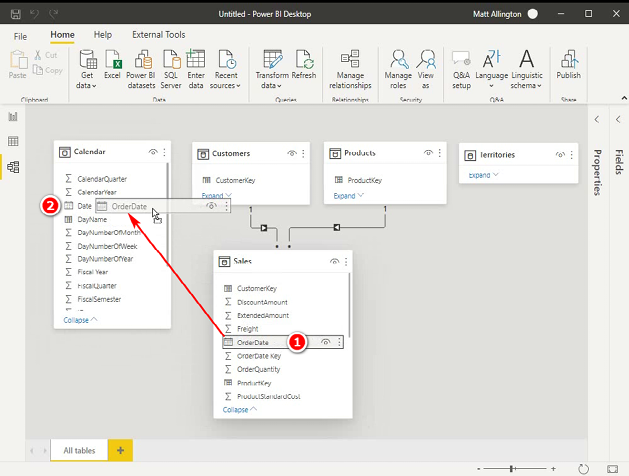 Untitled - Power BI Desktop
Matt Allington
File Home Help External Tools
Paste
Cut
Copy
Get data
Excel
Power BI datasets
SQL Server
Enter data
Recent sources
Transform data
Refresh
Manage relationships
Manage roles
View as
Q&A setup
Language
Linguistic schema
Publish
Clipboard Data Queries Relationships Security Q&A Share
Calendar
CalendarQuarter
CalendarYear
2
Date
OrderDate
DayName
DayNumberOfMonth
DayNumberOfWeek
DayNumberOfYear
Fiscal Year
FiscalQuarter
FiscalSemester
Collapse
Customers
CustomerKey
Expand
Products
ProductKey
Expand
Territories
Expand
1
1
Sales
CustomerKey
DiscountAmount
ExtendedAmount
Freight
OrderDate
1
OrderDate Key
OrderQuantity
ProductKey
ProductStandardCost
Collapse
Properties
Fields
All tables
+
- +